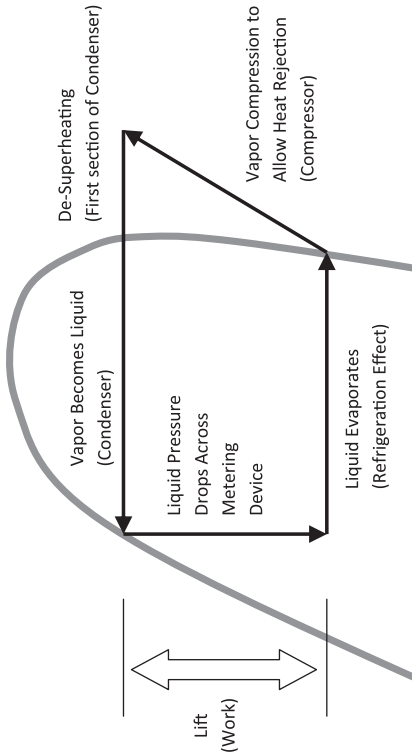 De-Superheating
(First section of Condenser)
Vapor Becomes Liquid
(Condenser)
Vapor Compression to
Allow Heat Rejection
(Compressor)
Liquid Pressure
Drops Across
Metering
Device
Liquid Evaporates
(Refrigeration Effect)
Lift
(Work)